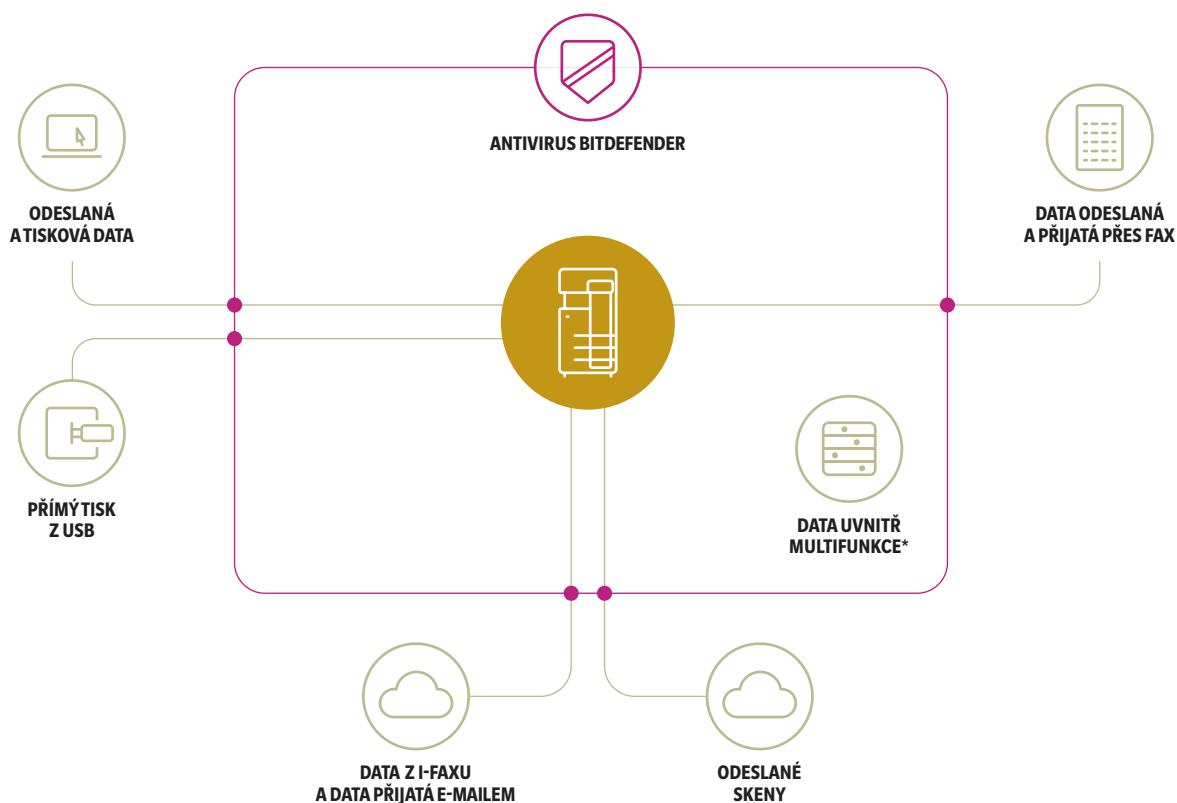 ANTIVIRUS BITDEFENDER
ODESLANÁ
A TISKOVÁ DATA
DATA ODESLANÁ
A PŘIJATÁ PŘES FAX
PŘÍMÝ TISK
Z USB
DATA UVNITŘ
MULTIFUNKCE*
DATA Z I-FAXU
A DATA PŘIJATÁ E-MAILEM
ODESLANÉ
SKENY